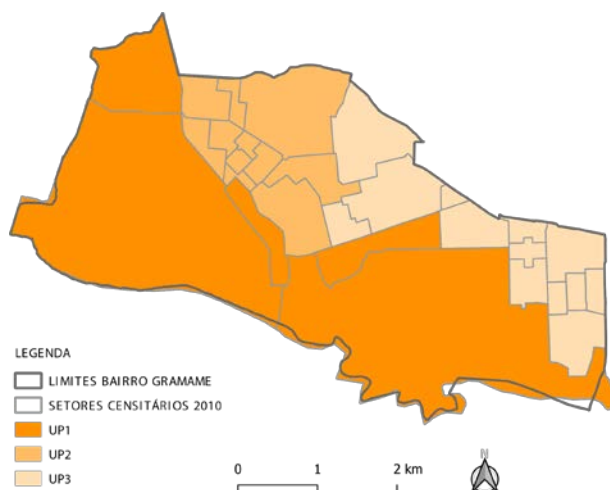 LEGENDA
LIMITES BAIRRO GRAMAME
SETORES CENSITÁRIOS 2010
UP1
UP2
UP3
0 1 2 km
N